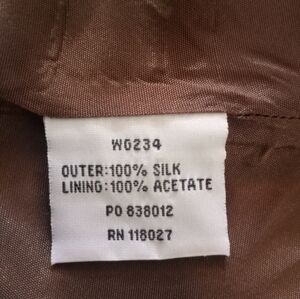 W0234
OUTER:100% SILK
LINING:100% ACETATE
PO 838012
RN 118027